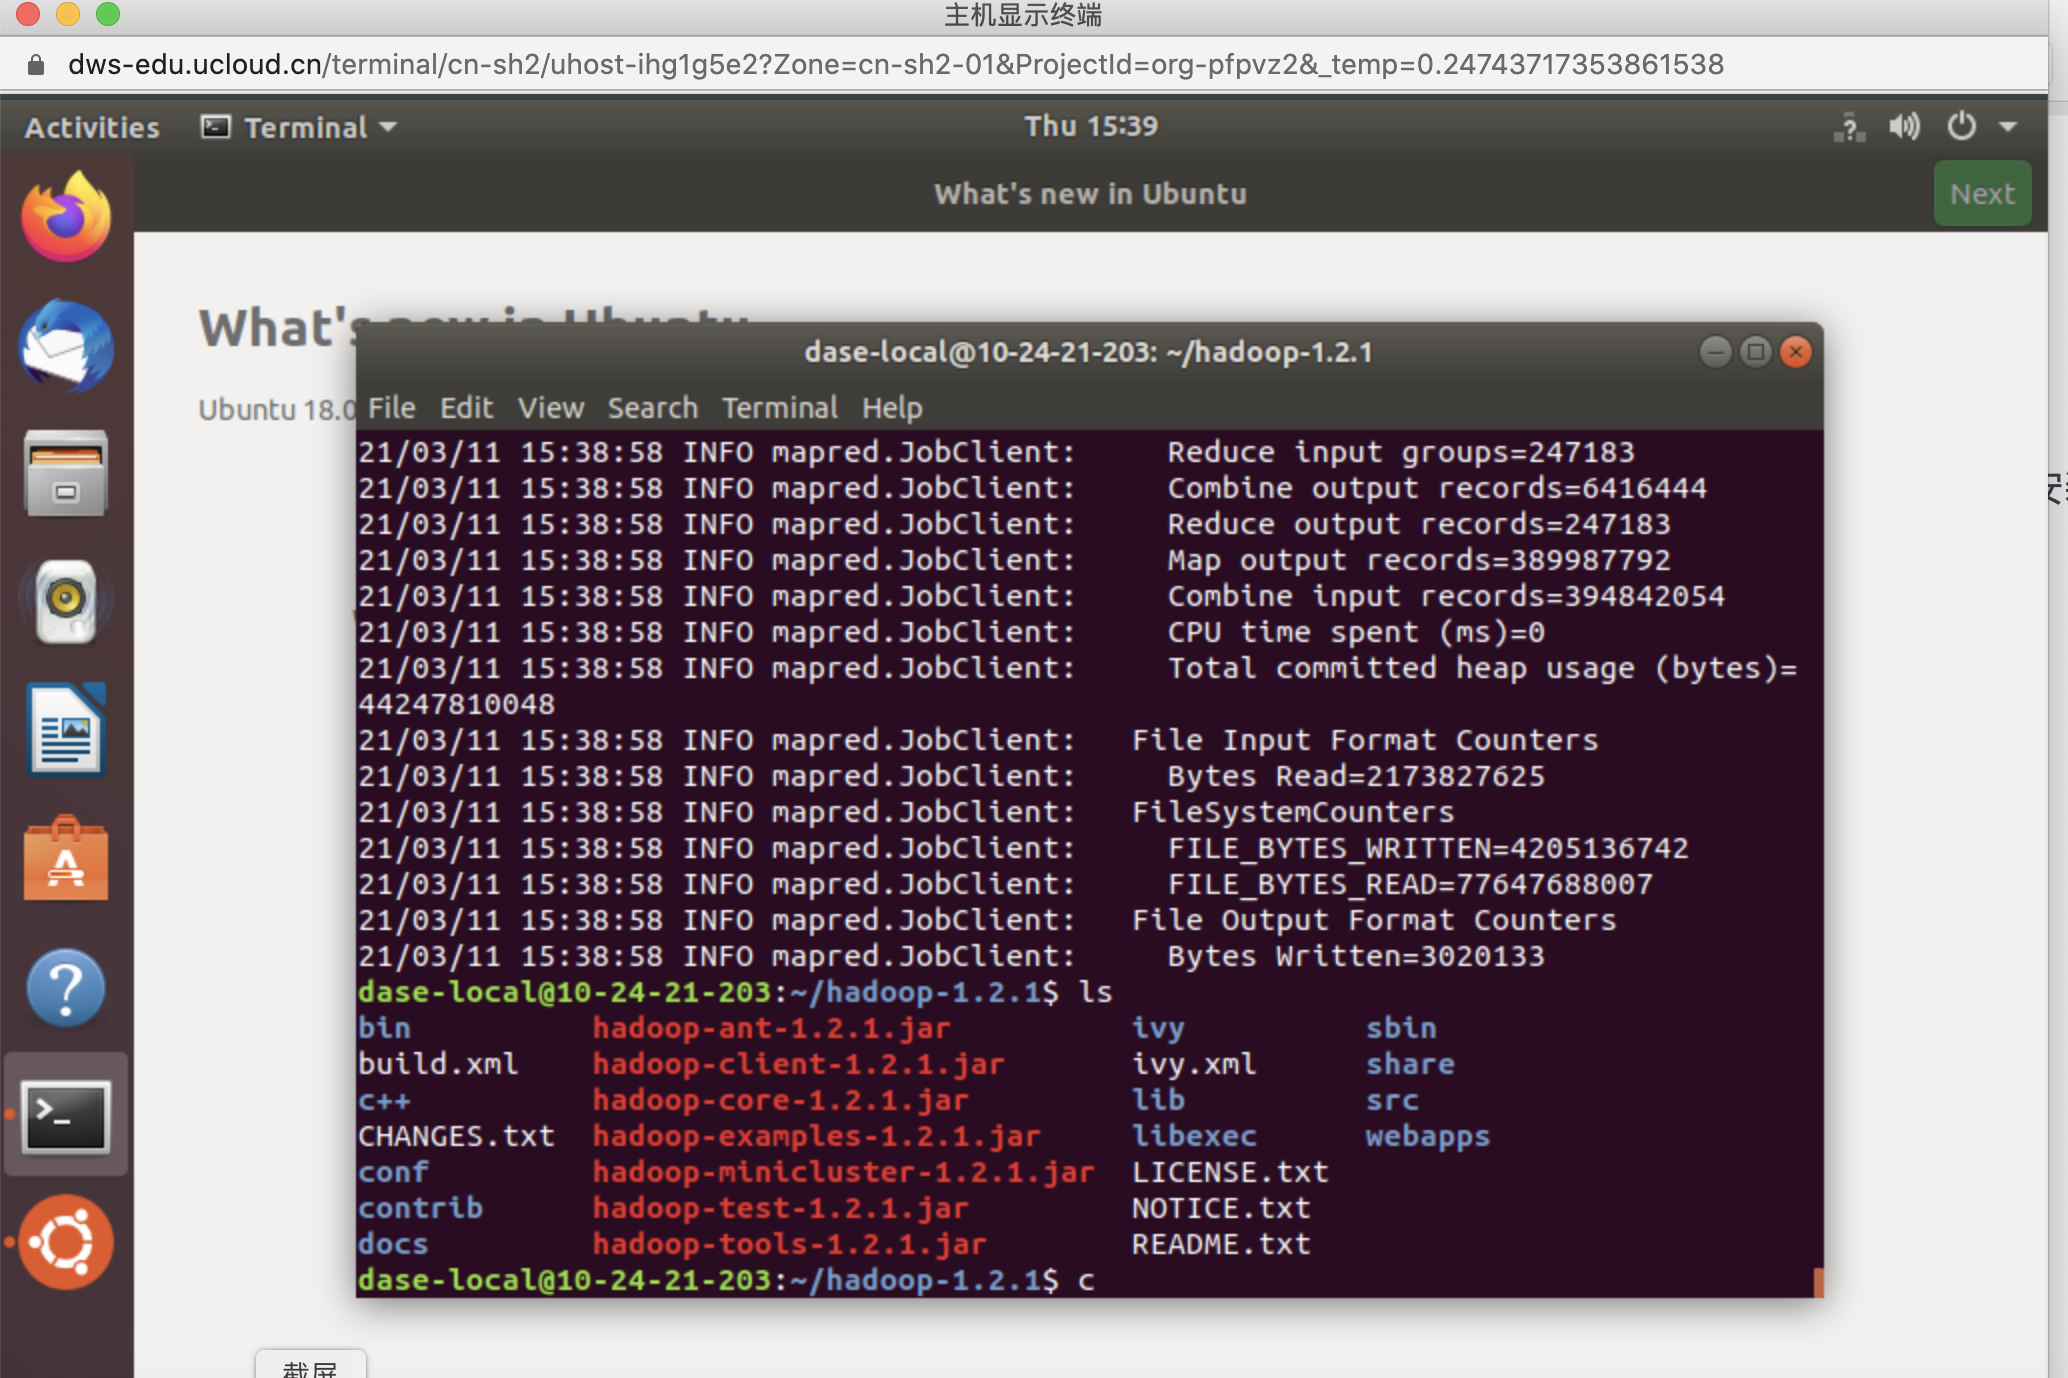 主机显示终端
dws-edu.ucloud.cn/terminal/cn-sh2/uhost-ihg1g5e2?Zone=cn-sh2-01&ProjectId=org-pfpvz2&_temp=0.24743717353861538
Activities Terminal Thu 15:39
What's new in Ubuntu Next
What's new in Ubuntu
Ubuntu 18.0
dase-local@10-24-21-203: ~/hadoop-1.2.1
File Edit View Search Terminal Help
21/03/11 15:38:58 INFO mapred.JobClient:     Reduce input groups=247183
21/03/11 15:38:58 INFO mapred.JobClient:     Combine output records=6416444
21/03/11 15:38:58 INFO mapred.JobClient:     Reduce output records=247183
21/03/11 15:38:58 INFO mapred.JobClient:     Map output records=389987792
21/03/11 15:38:58 INFO mapred.JobClient:     Combine input records=394842054
21/03/11 15:38:58 INFO mapred.JobClient:     CPU time spent (ms)=0
21/03/11 15:38:58 INFO mapred.JobClient:     Total committed heap usage (bytes)=
44247810048
21/03/11 15:38:58 INFO mapred.JobClient:   File Input Format Counters
21/03/11 15:38:58 INFO mapred.JobClient:     Bytes Read=2173827625
21/03/11 15:38:58 INFO mapred.JobClient:   FileSystemCounters
21/03/11 15:38:58 INFO mapred.JobClient:     FILE_BYTES_WRITTEN=4205136742
21/03/11 15:38:58 INFO mapred.JobClient:     FILE_BYTES_READ=77647688007
21/03/11 15:38:58 INFO mapred.JobClient:   File Output Format Counters
21/03/11 15:38:58 INFO mapred.JobClient:     Bytes Written=3020133
dase-local@10-24-21-203:~/hadoop-1.2.1$ ls
bin hadoop-ant-1.2.1.jar ivy sbin
build.xml hadoop-client-1.2.1.jar ivy.xml share
c++ hadoop-core-1.2.1.jar lib src
CHANGES.txt hadoop-examples-1.2.1.jar libexec webapps
conf hadoop-minicluster-1.2.1.jar LICENSE.txt
contrib hadoop-test-1.2.1.jar NOTICE.txt
docs hadoop-tools-1.2.1.jar README.txt
dase-local@10-24-21-203:~/hadoop-1.2.1$ c
截屏